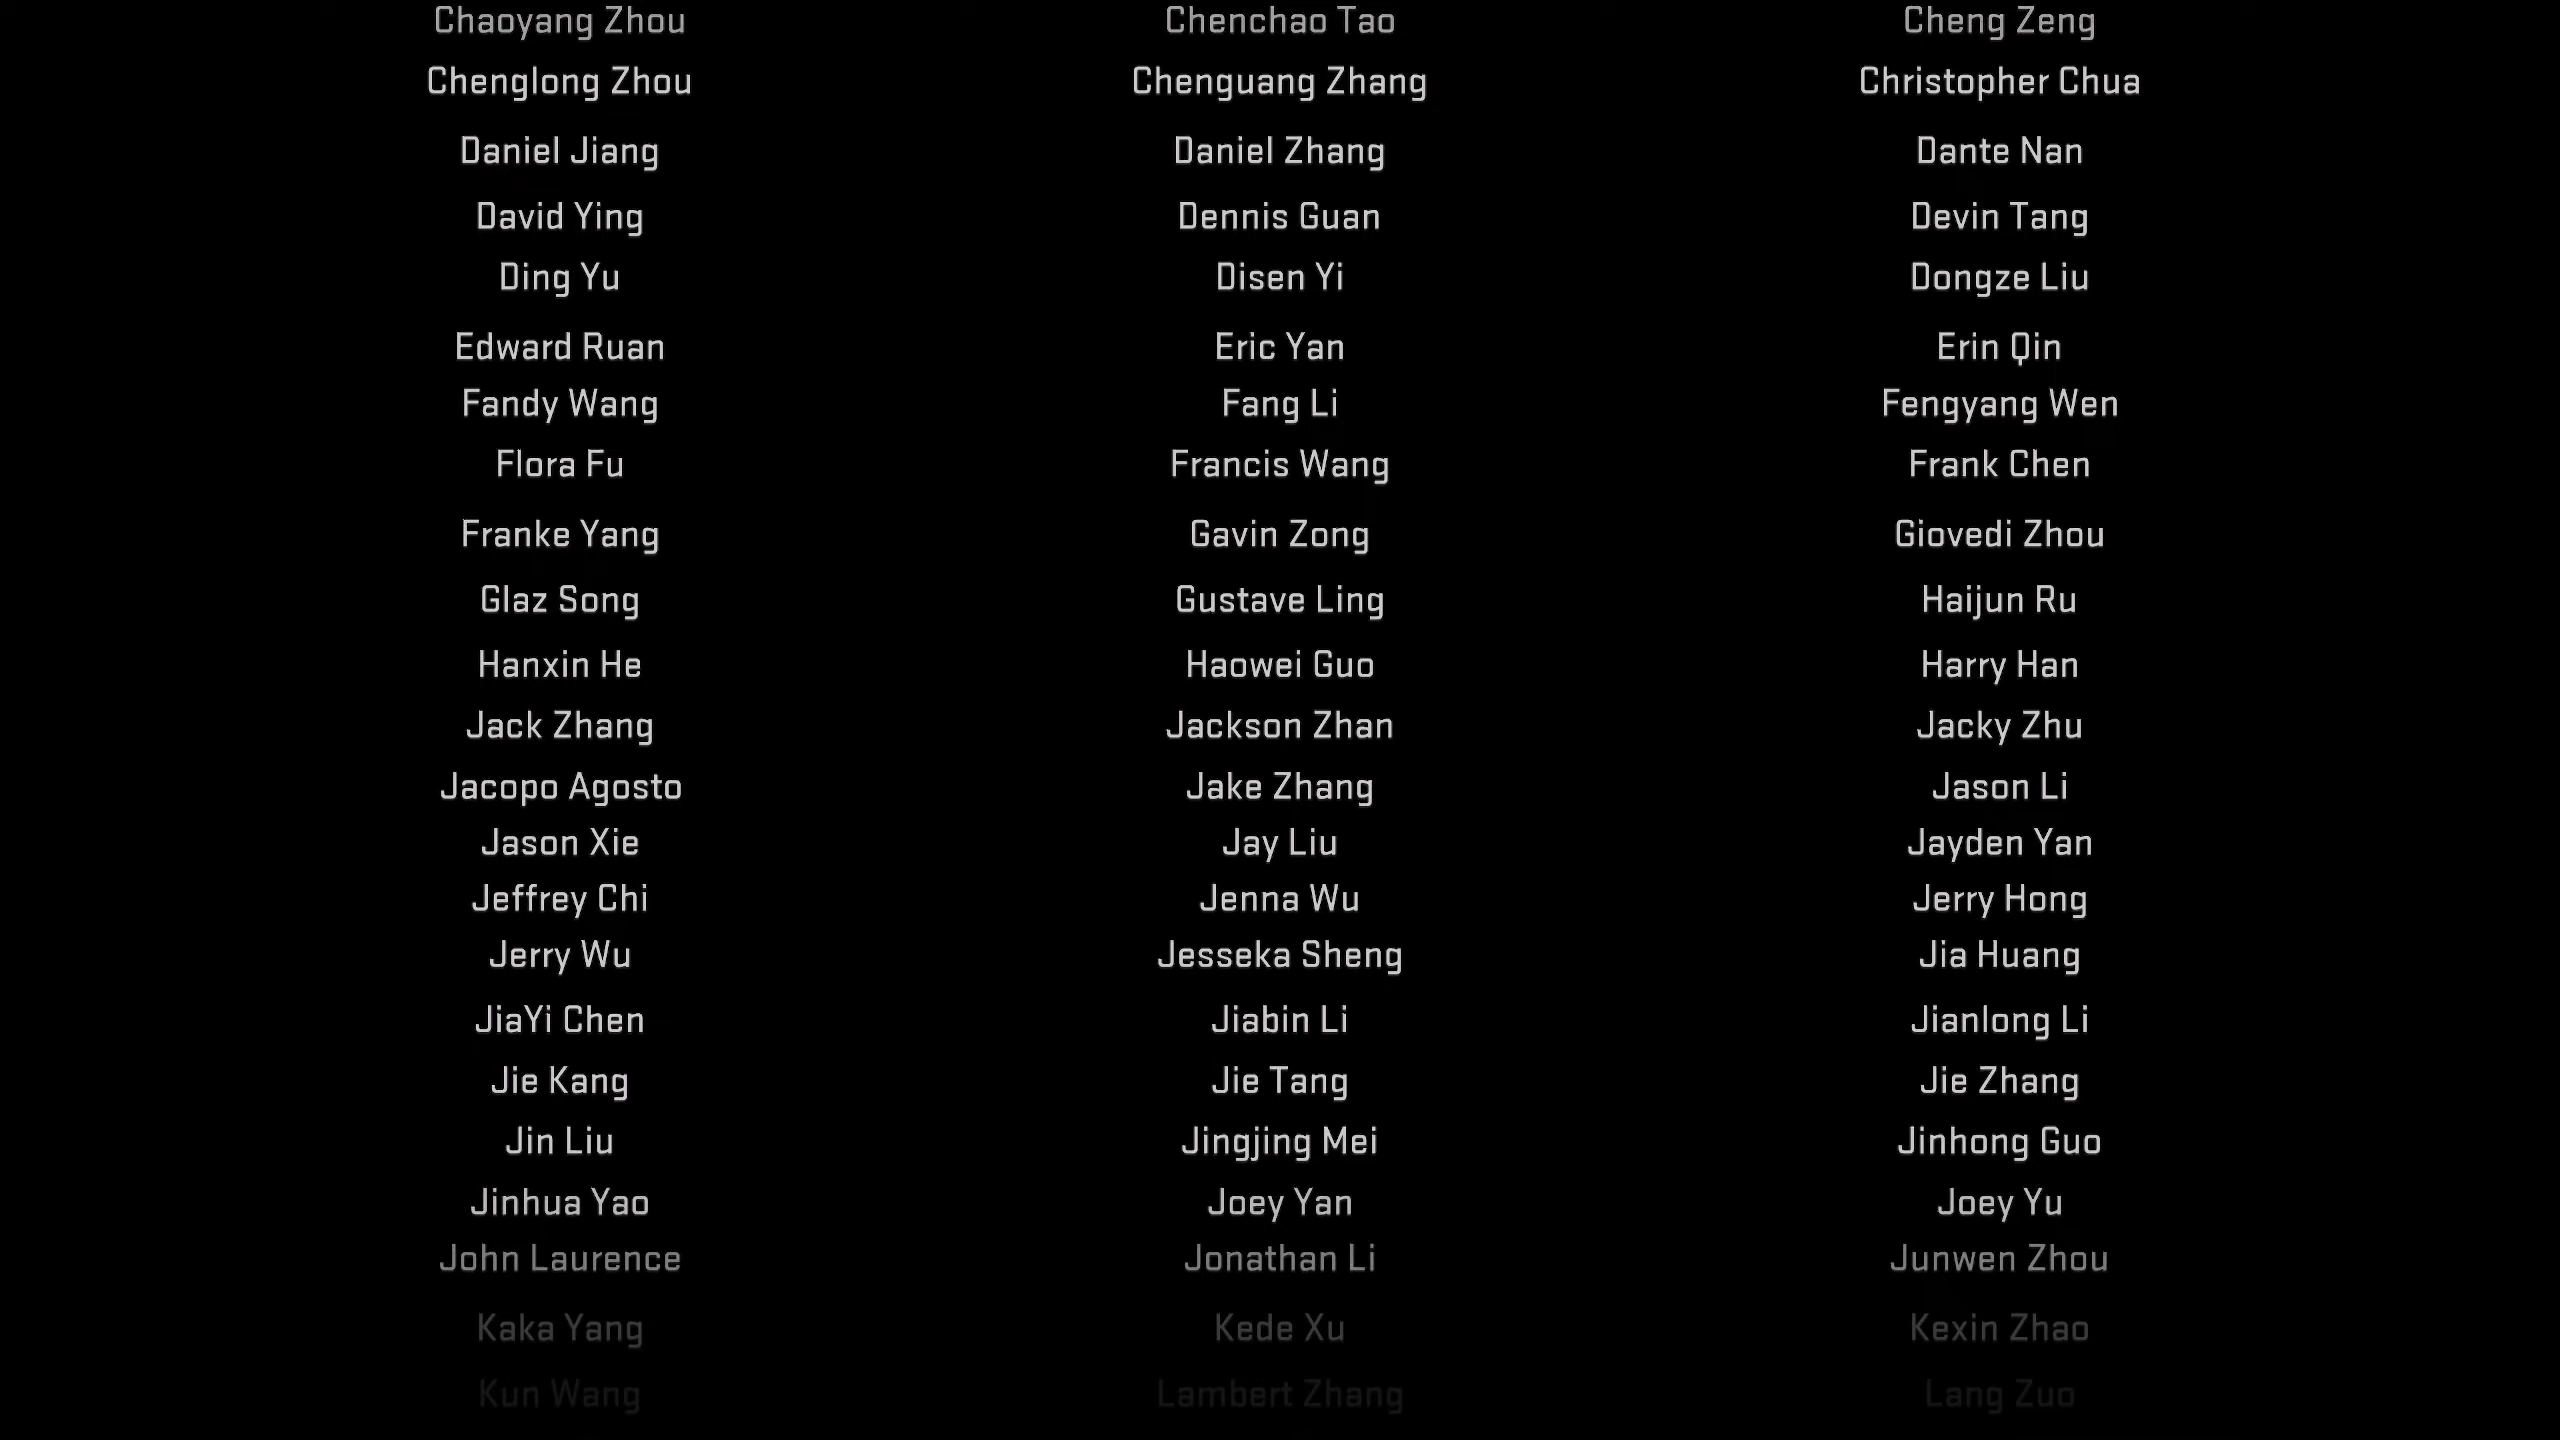 Chaoyang Zhou Chenchao Tao Cheng Zeng
Chenglong Zhou Chenguang Zhang Christopher Chua
Daniel Jiang Daniel Zhang Dante Nan
David Ying Dennis Guan Devin Tang
Ding Yu Disen Yi Dongze Liu
Edward Ruan Eric Yan Erin Qin
Fandy Wang Fang Li Fengyang Wen
Flora Fu Francis Wang Frank Chen
Franke Yang Gavin Zong Giovedi Zhou
Glaz Song Gustave Ling Haijun Ru
Hanxin He Haowei Guo Harry Han
Jack Zhang Jackson Zhan Jacky Zhu
Jacopo Agosto Jake Zhang Jason Li
Jason Xie Jay Liu Jayden Yan
Jeffrey Chi Jenna Wu Jerry Hong
Jerry Wu Jesseka Sheng Jia Huang
JiaYi Chen Jiabin Li Jianlong Li
Jie Kang Jie Tang Jie Zhang
Jin Liu Jingjing Mei Jinhong Guo
Jinhua Yao Joey Yan Joey Yu
John Laurence Jonathan Li Junwen Zhou
Kaka Yang Kede Xu Kexin Zhao
Kun Wang Lambert Zhang Lang Zuo